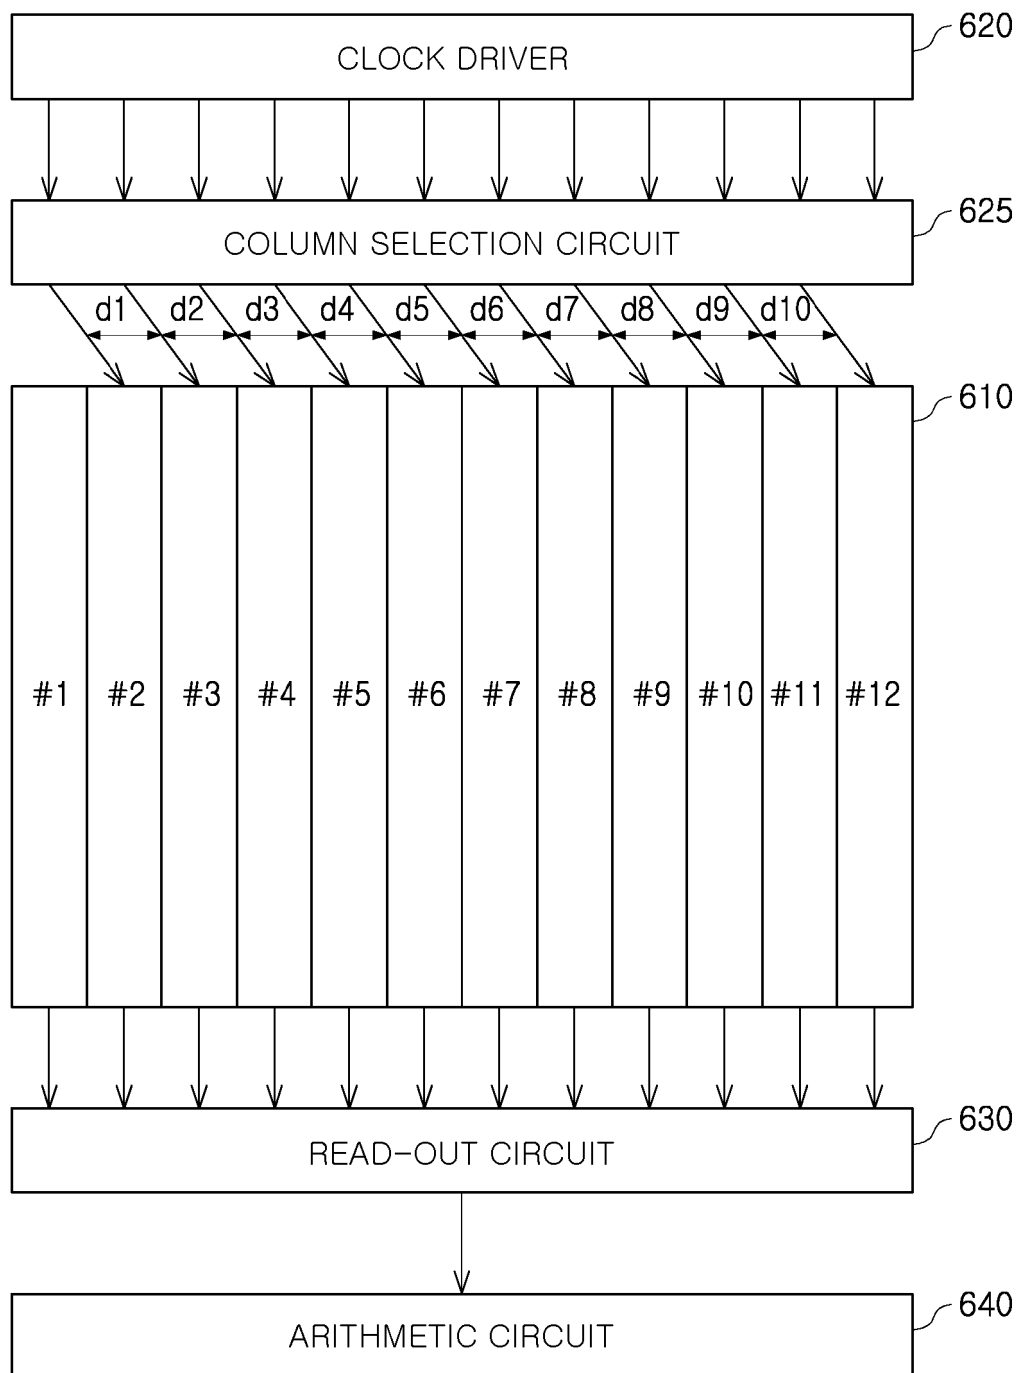 620
CLOCK DRIVER
625
COLUMN SELECTION CIRCUIT
d1 d2 d3 d4 d5 d6 d7 d8 d9 d10
610
#1 #2 #3 #4 #5 #6 #7 #8 #9 #10 #11 #12
630
READ-OUT CIRCUIT
640
ARITHMETIC CIRCUIT